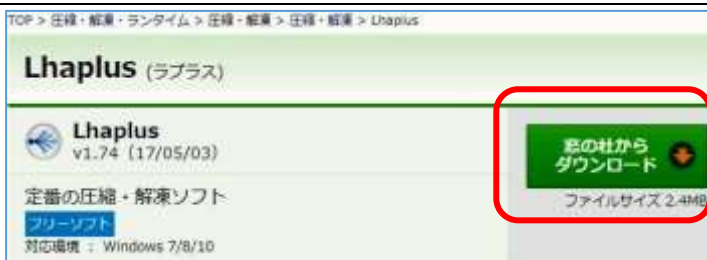 TOP > 圧縮・解凍・ランタイム > 圧縮・解凍 > 圧縮・解凍 > Lhaplus
Lhaplus (ラプラス)
Lhaplus
v1.74 (17/05/03)
定番の圧縮・解凍ソフト
フリーソフト
対応環境 : Windows 7/8/10
窓の杜から
ダウンロード
ファイルサイズ 2.4MB